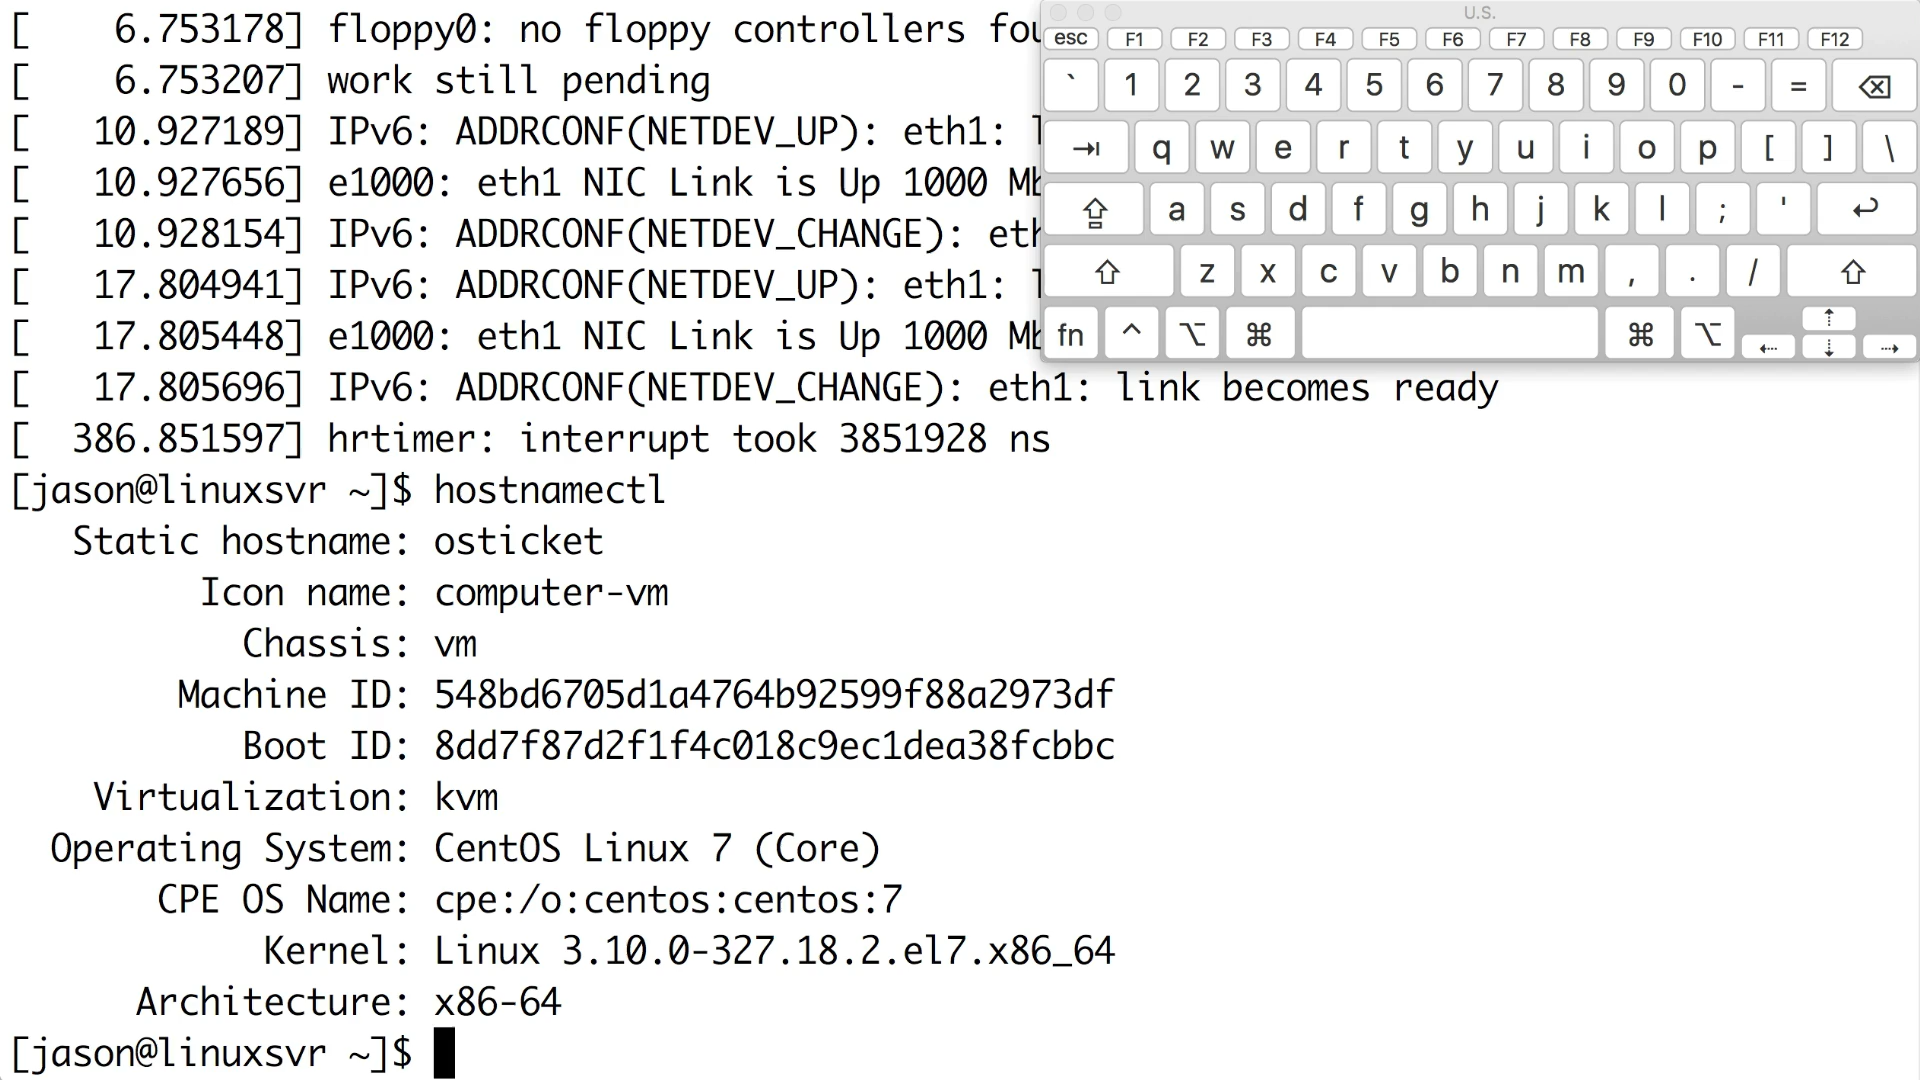 [    6.753178] floppy0: no floppy controllers fou
[    6.753207] work still pending
[   10.927189] IPv6: ADDRCONF(NETDEV_UP): eth1: l
[   10.927656] e1000: eth1 NIC Link is Up 1000 Mb
[   10.928154] IPv6: ADDRCONF(NETDEV_CHANGE): eth
[   17.804941] IPv6: ADDRCONF(NETDEV_UP): eth1: l
[   17.805448] e1000: eth1 NIC Link is Up 1000 Mb
[   17.805696] IPv6: ADDRCONF(NETDEV_CHANGE): eth1: link becomes ready
[  386.851597] hrtimer: interrupt took 3851928 ns
[jason@linuxsvr ~]$ hostnamectl
   Static hostname: osticket
         Icon name: computer-vm
           Chassis: vm
        Machine ID: 548bd6705d1a4764b92599f88a2973df
           Boot ID: 8dd7f87d2f1f4c018c9ec1dea38fcbbc
    Virtualization: kvm
  Operating System: CentOS Linux 7 (Core)
       CPE OS Name: cpe:/o:centos:centos:7
            Kernel: Linux 3.10.0-327.18.2.el7.x86_64
      Architecture: x86-64
[jason@linuxsvr ~]$
U.S.
esc F1 F2 F3 F4 F5 F6 F7 F8 F9 F10 F11 F12
` 1 2 3 4 5 6 7 8 9 0 - = ⌫
⇥ q w e r t y u i o p [ ] \
⇪ a s d f g h j k l ; ' ↩
⇧ z x c v b n m , . / ⇧
fn ^ ⌥ ⌘ ⌘ ⌥ ⇠ ⇡ ⇣ ⇢